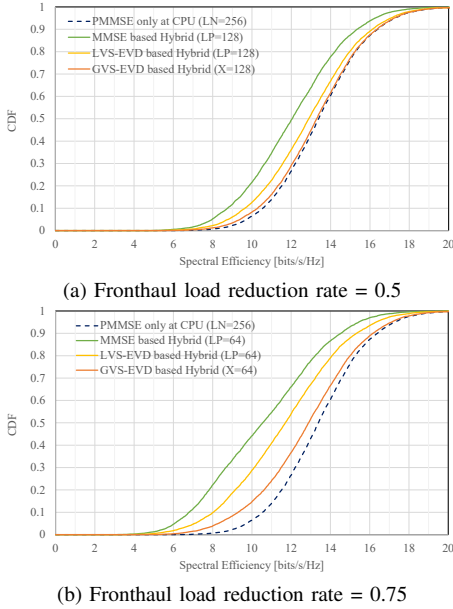 1
0.9
0.8
0.7
0.6
0.5
0.4
0.3
0.2
0.1
0
CDF
PMMSE only at CPU (LN=256)
MMSE based Hybrid (LP=128)
LVS-EVD based Hybrid (LP=128)
GVS-EVD based Hybrid (X=128)
0 2 4 6 8 10 12 14 16 18 20
Spectral Efficiency [bits/s/Hz]
(a) Fronthaul load reduction rate = 0.5
1
0.9
0.8
0.7
0.6
0.5
0.4
0.3
0.2
0.1
0
CDF
PMMSE only at CPU (LN=256)
MMSE based Hybrid (LP=64)
LVS-EVD based Hybrid (LP=64)
GVS-EVD based Hybrid (X=64)
0 2 4 6 8 10 12 14 16 18 20
Spectral Efficiency [bits/s/Hz]
(b) Fronthaul load reduction rate = 0.75